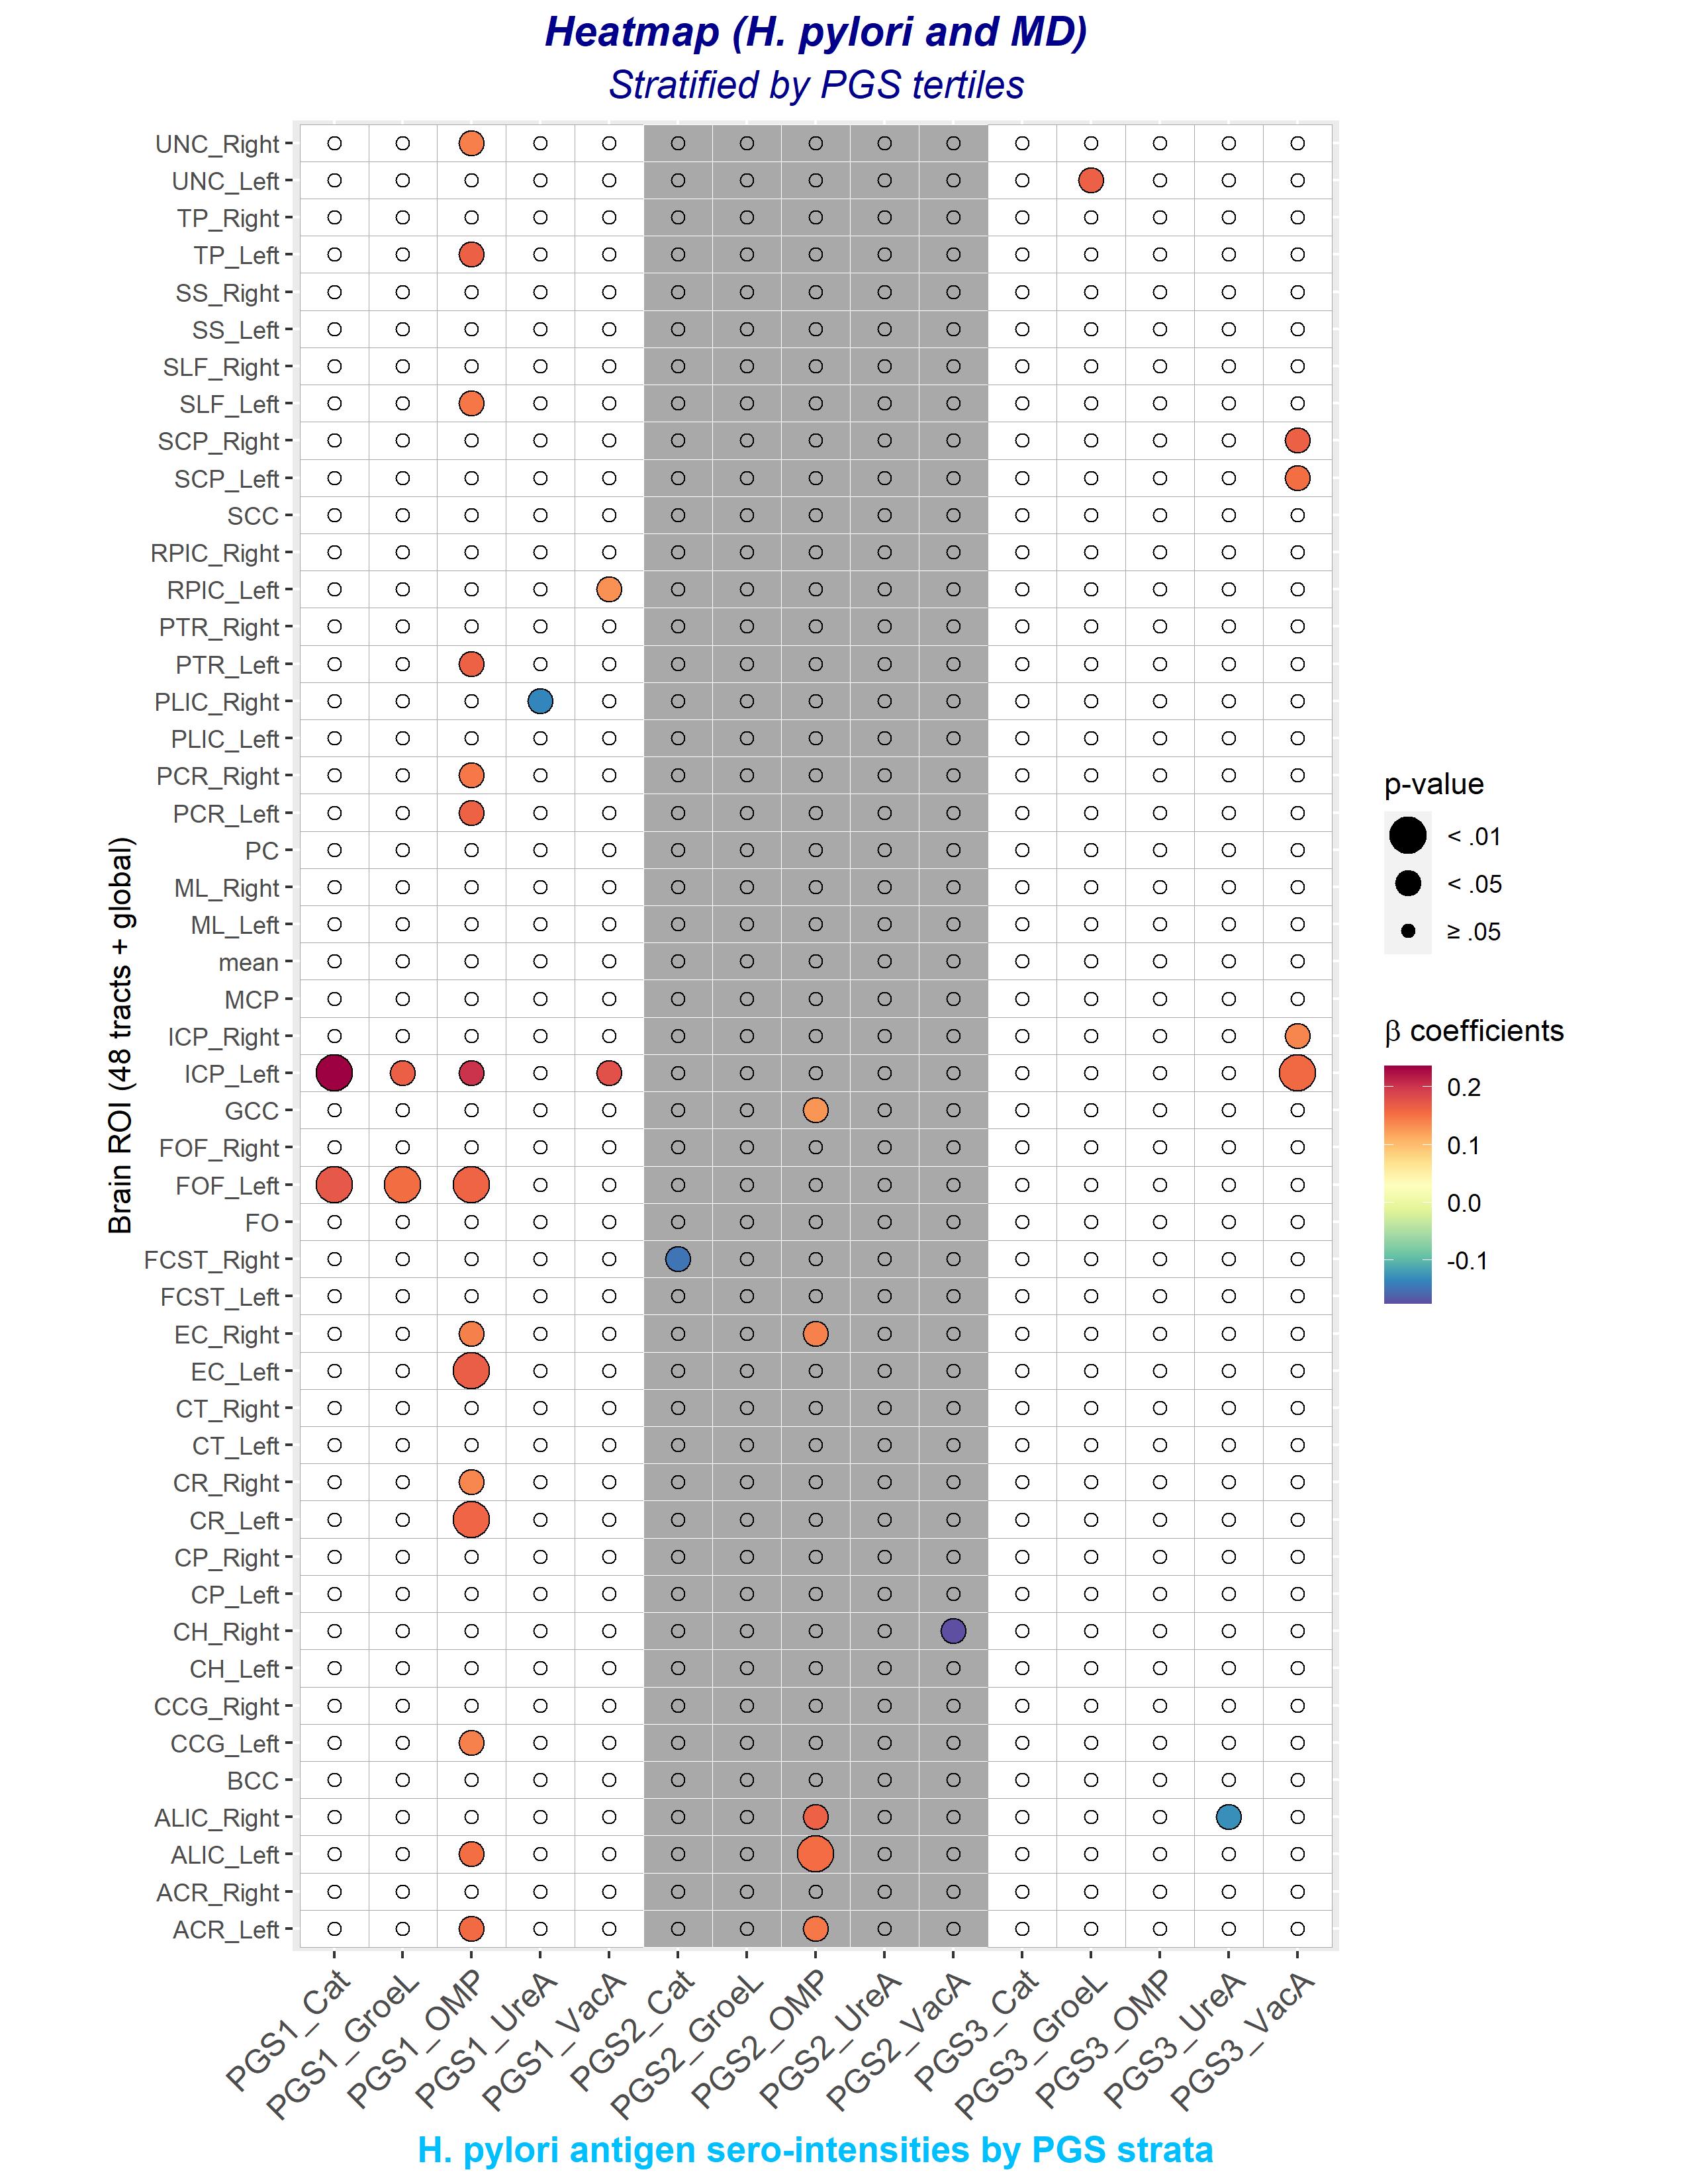 Heatmap (H. pylori and MD)
Stratified by PGS tertiles
Brain ROI (48 tracts + global)
UNC_Right
UNC_Left
TP_Right
TP_Left
SS_Right
SS_Left
SLF_Right
SLF_Left
SCP_Right
SCP_Left
SCC
RPIC_Right
RPIC_Left
PTR_Right
PTR_Left
PLIC_Right
PLIC_Left
PCR_Right
PCR_Left
PC
ML_Right
ML_Left
mean
MCP
ICP_Right
ICP_Left
GCC
FOF_Right
FOF_Left
FO
FCST_Right
FCST_Left
EC_Right
EC_Left
CT_Right
CT_Left
CR_Right
CR_Left
CP_Right
CP_Left
CH_Right
CH_Left
CCG_Right
CCG_Left
BCC
ALIC_Right
ALIC_Left
ACR_Right
ACR_Left
PGS1_Cat
PGS1_GroeL
PGS1_OMP
PGS1_UreA
PGS1_VacA
PGS2_Cat
PGS2_GroeL
PGS2_OMP
PGS2_UreA
PGS2_VacA
PGS3_Cat
PGS3_GroeL
PGS3_OMP
PGS3_UreA
PGS3_VacA
H. pylori antigen sero-intensities by PGS strata
p-value
< .01
< .05
≥ .05
β coefficients
0.2
0.1
0.0
-0.1